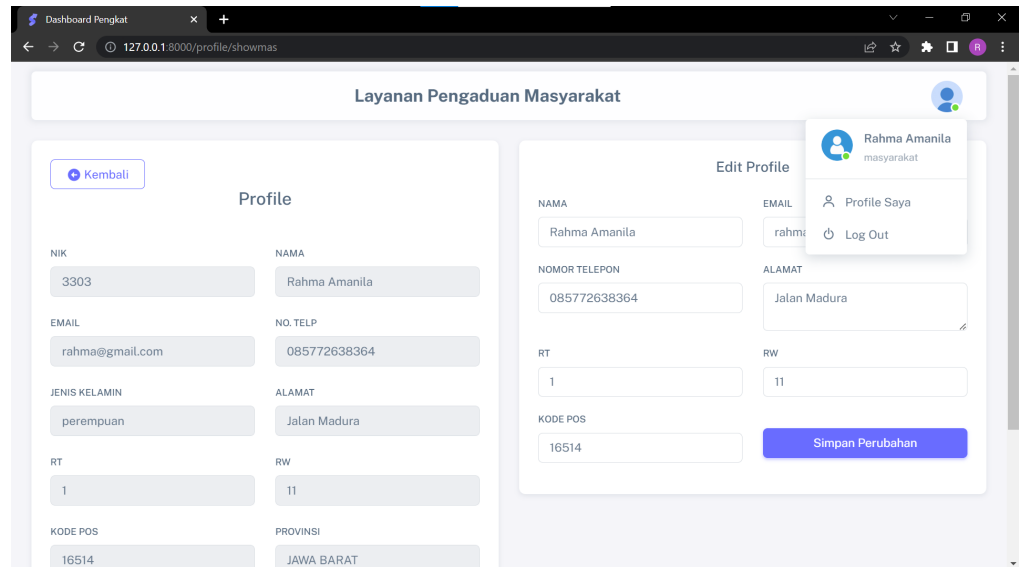 Dashboard Pengkat
127.0.0.1:8000/profile/showmas
R
Layanan Pengaduan Masyarakat
Rahma Amanila
masyarakat
Profile Saya
Log Out
Kembali
Profile
NIK
NAMA
3303
Rahma Amanila
EMAIL
NO. TELP
rahma@gmail.com
085772638364
JENIS KELAMIN
ALAMAT
perempuan
Jalan Madura
RT
RW
1
11
KODE POS
PROVINSI
16514
JAWA BARAT
Edit Profile
NAMA
EMAIL
Rahma Amanila
rahma
NOMOR TELEPON
ALAMAT
085772638364
Jalan Madura
RT
RW
1
11
KODE POS
16514
Simpan Perubahan